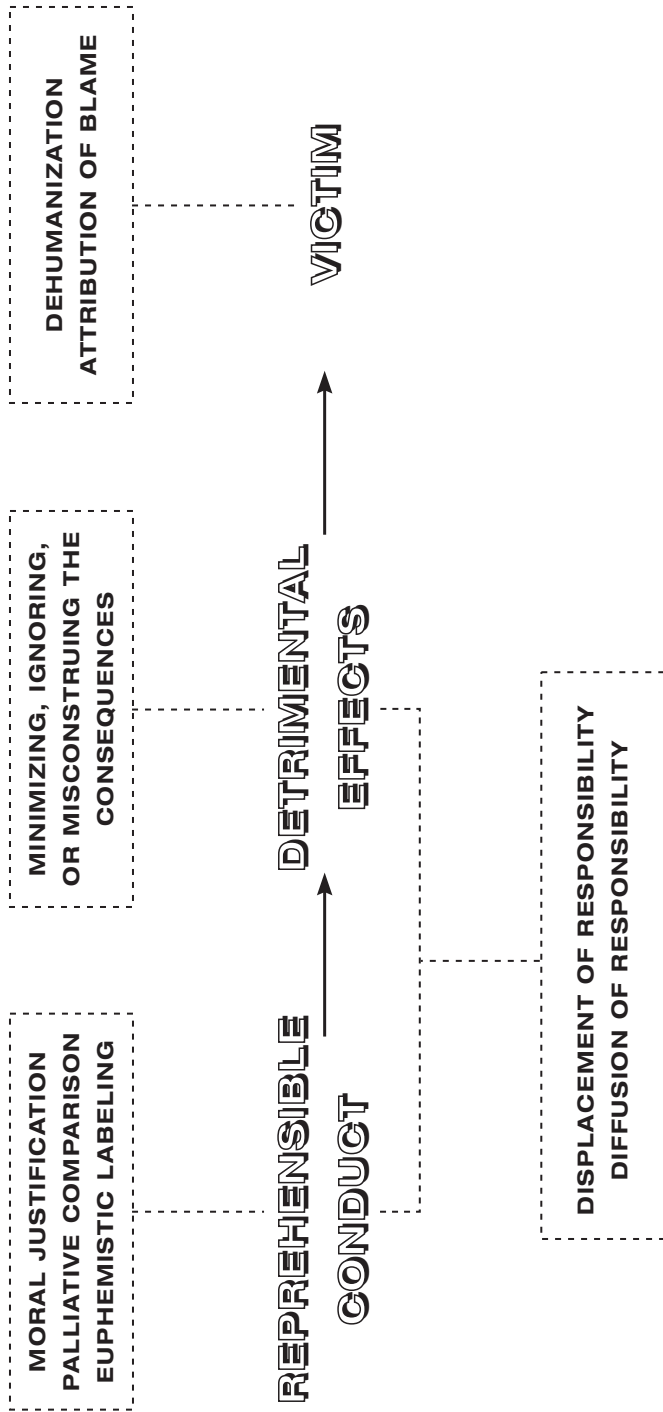 MORAL JUSTIFICATION
PALLIATIVE COMPARISON
EUPHEMISTIC LABELING
MINIMIZING, IGNORING,
OR MISCONSTRUING THE
CONSEQUENCES
DEHUMANIZATION
ATTRIBUTION OF BLAME
REPREHENSIBLE
CONDUCT
DETRIMENTAL
EFFECTS
VICTIM
DISPLACEMENT OF RESPONSIBILITY
DIFFUSION OF RESPONSIBILITY